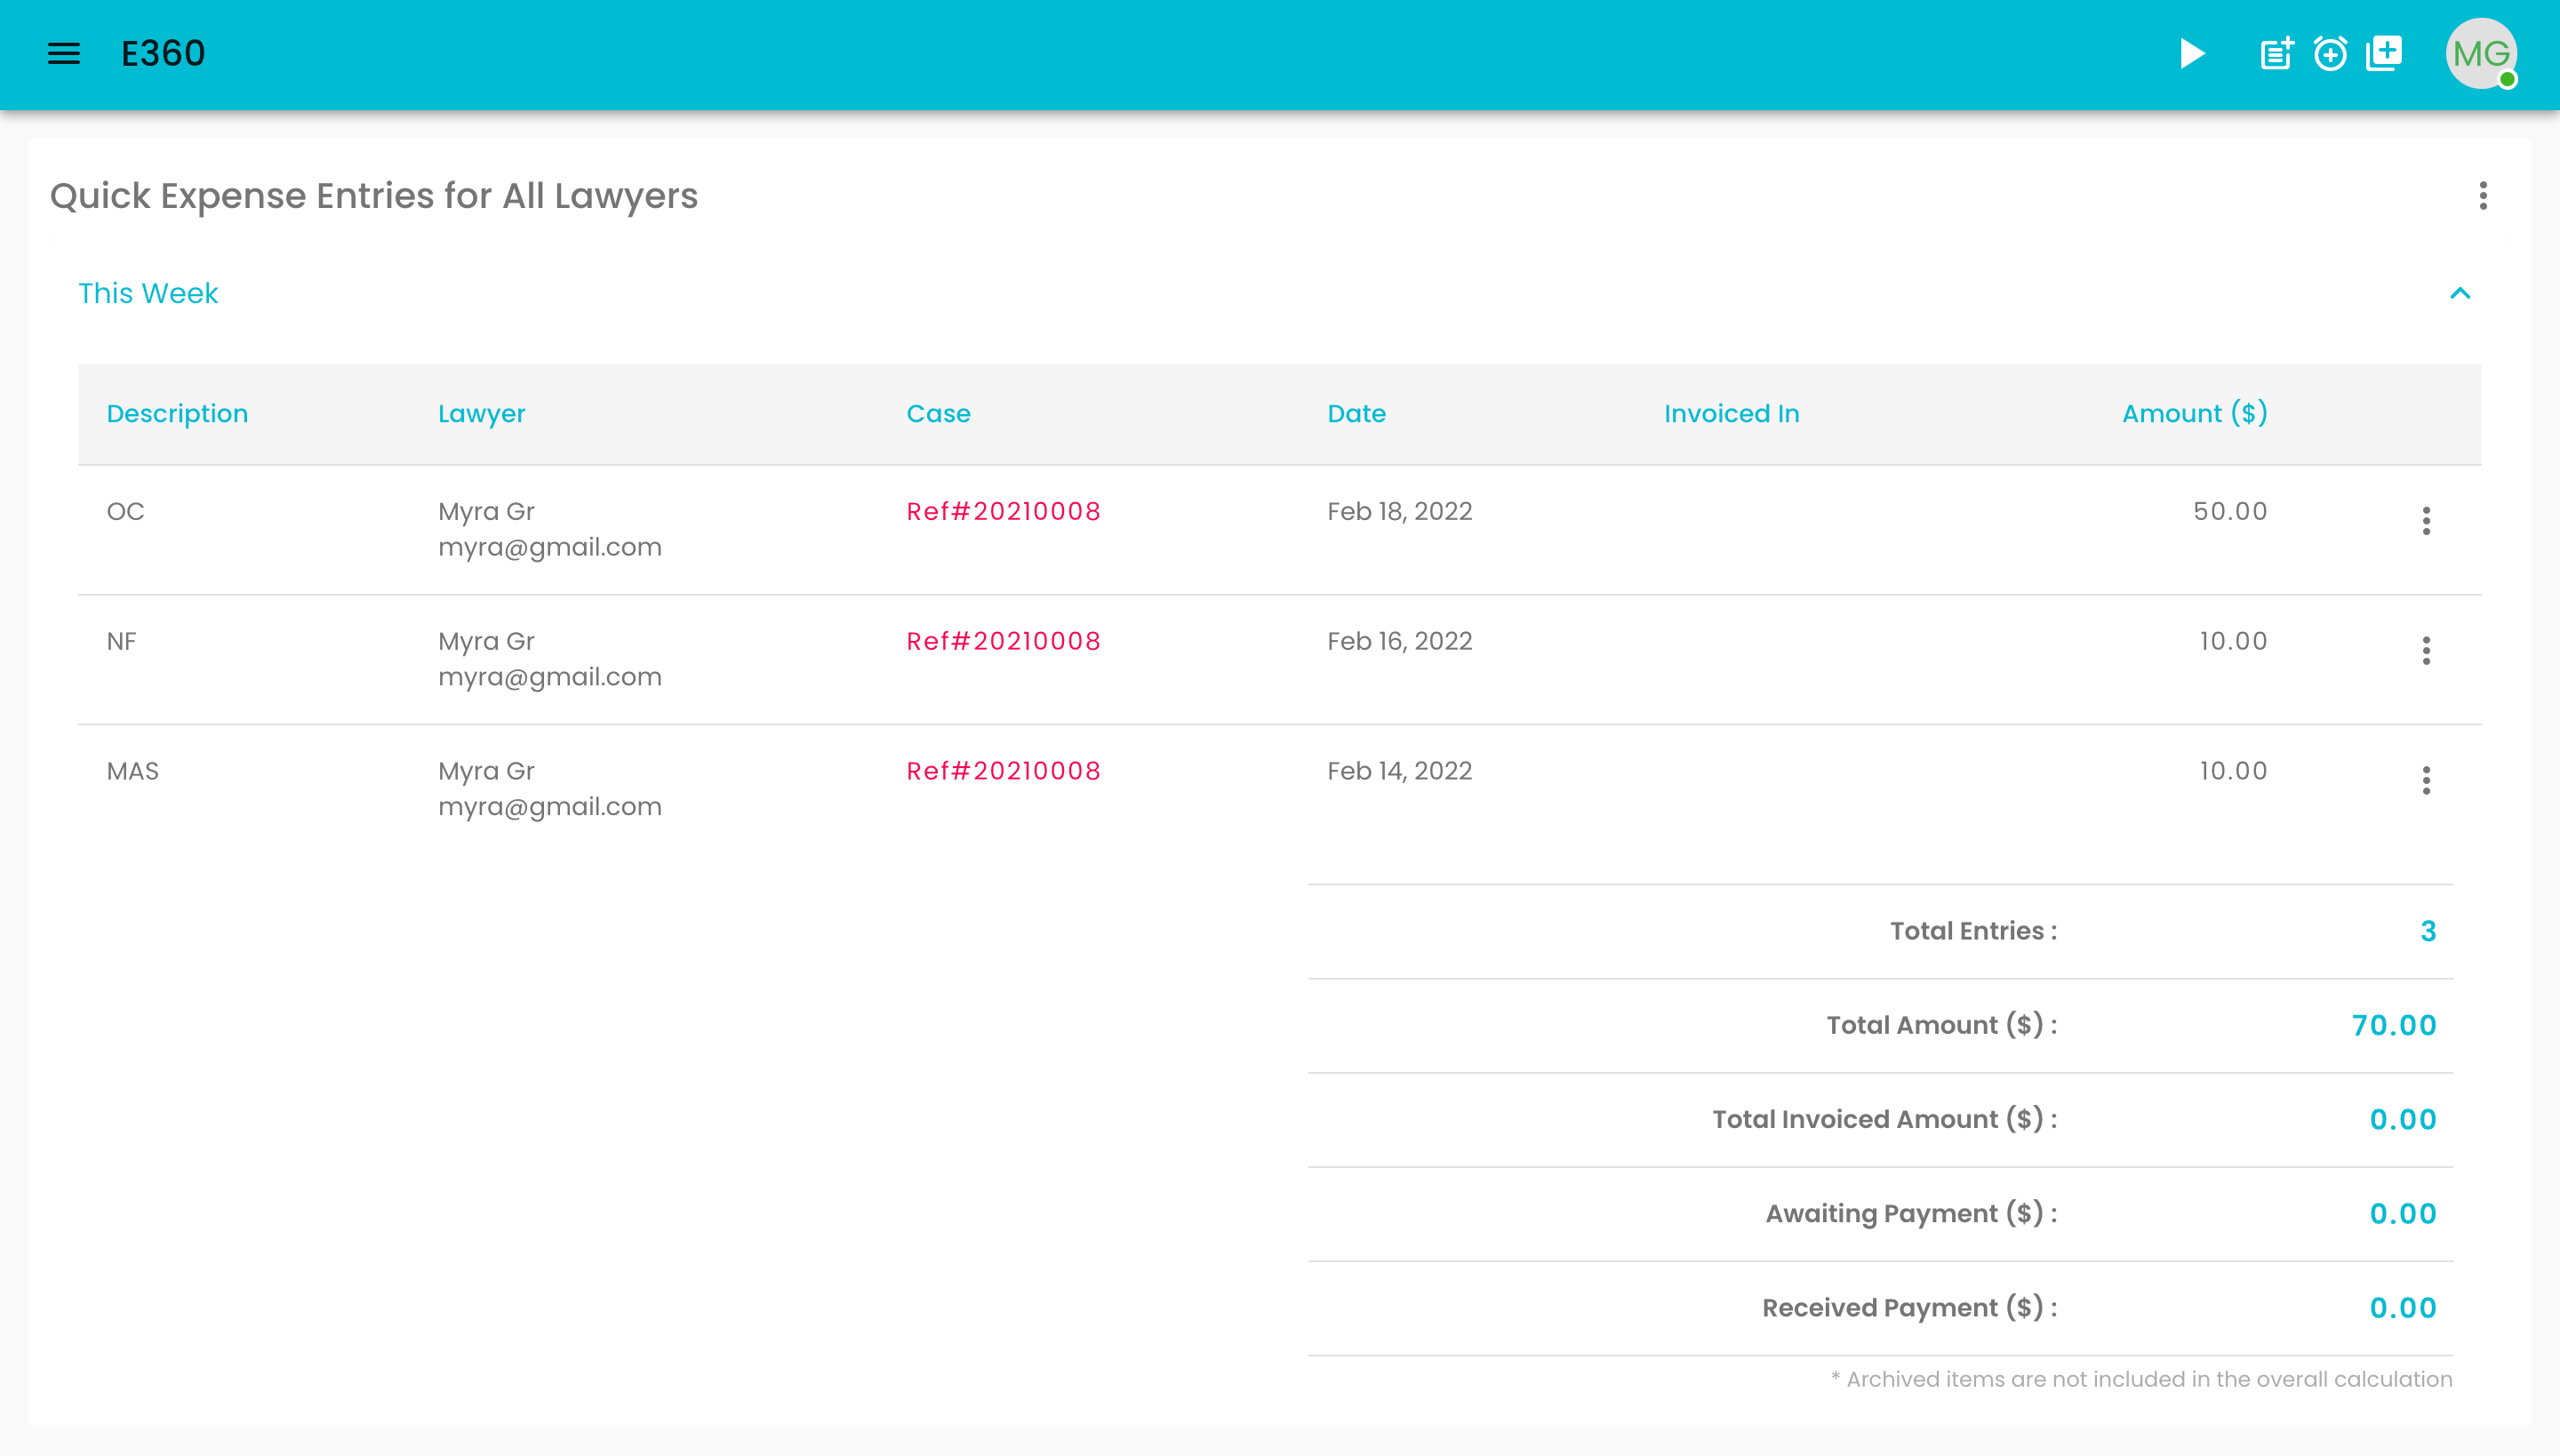 E360
MG
Quick Expense Entries for All Lawyers
This Week
Description Lawyer Case Date Invoiced In Amount ($)
OC Myra Gr Ref#20210008 Feb 18, 2022 50.00
myra@gmail.com
NF Myra Gr Ref#20210008 Feb 16, 2022 10.00
myra@gmail.com
MAS Myra Gr Ref#20210008 Feb 14, 2022 10.00
myra@gmail.com
Total Entries : 3
Total Amount ($) : 70.00
Total Invoiced Amount ($) : 0.00
Awaiting Payment ($) : 0.00
Received Payment ($) : 0.00
* Archived items are not included in the overall calculation